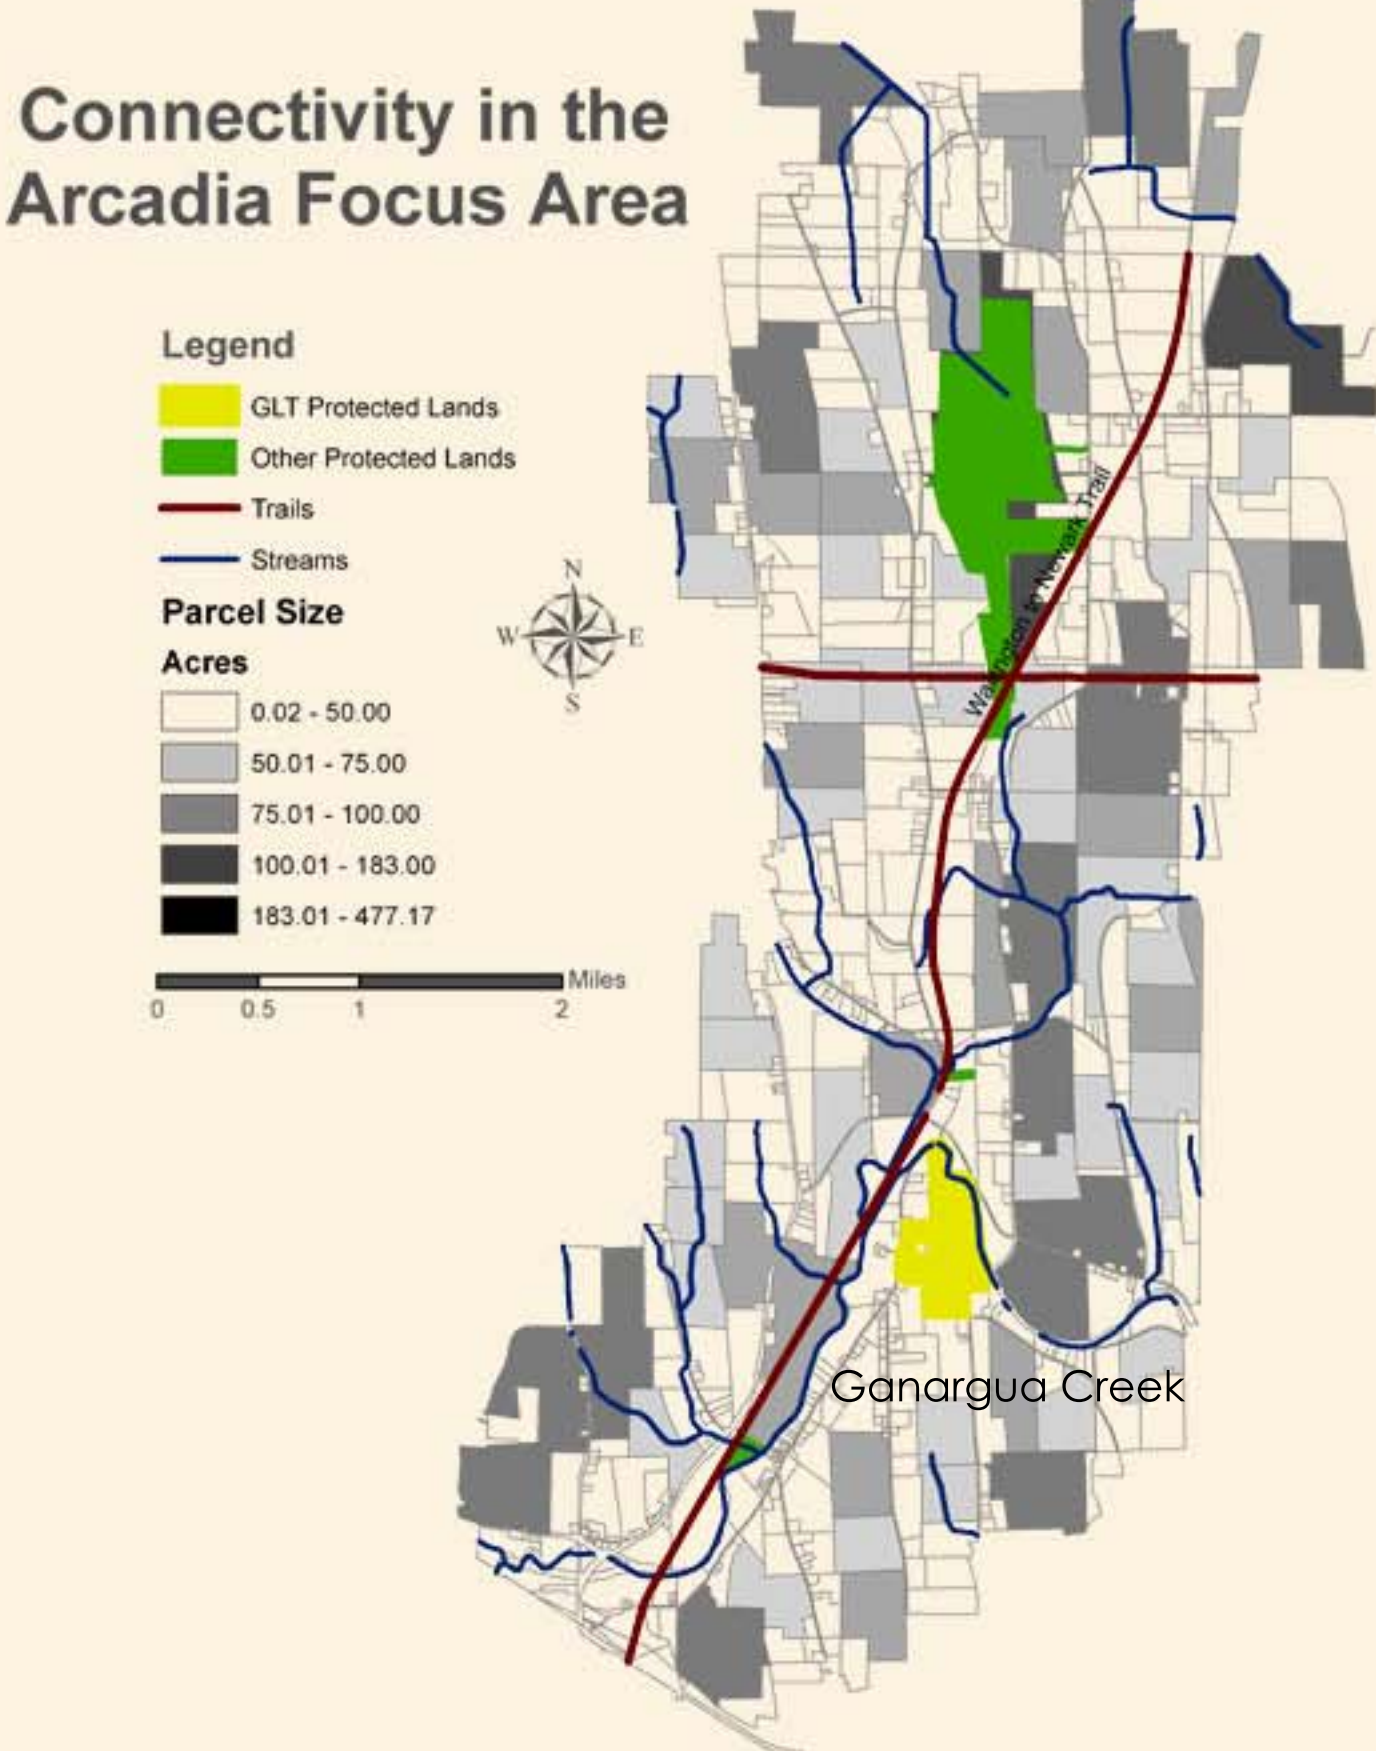 Connectivity in the
Arcadia Focus Area
Legend
GLT Protected Lands
Other Protected Lands
Trails
Streams
Parcel Size
Acres
0.02 - 50.00
50.01 - 75.00
75.01 - 100.00
100.01 - 183.00
183.01 - 477.17
Miles
0 0.5 1 2
N
W E
S
Wallington to Newark Trail
Ganargua Creek